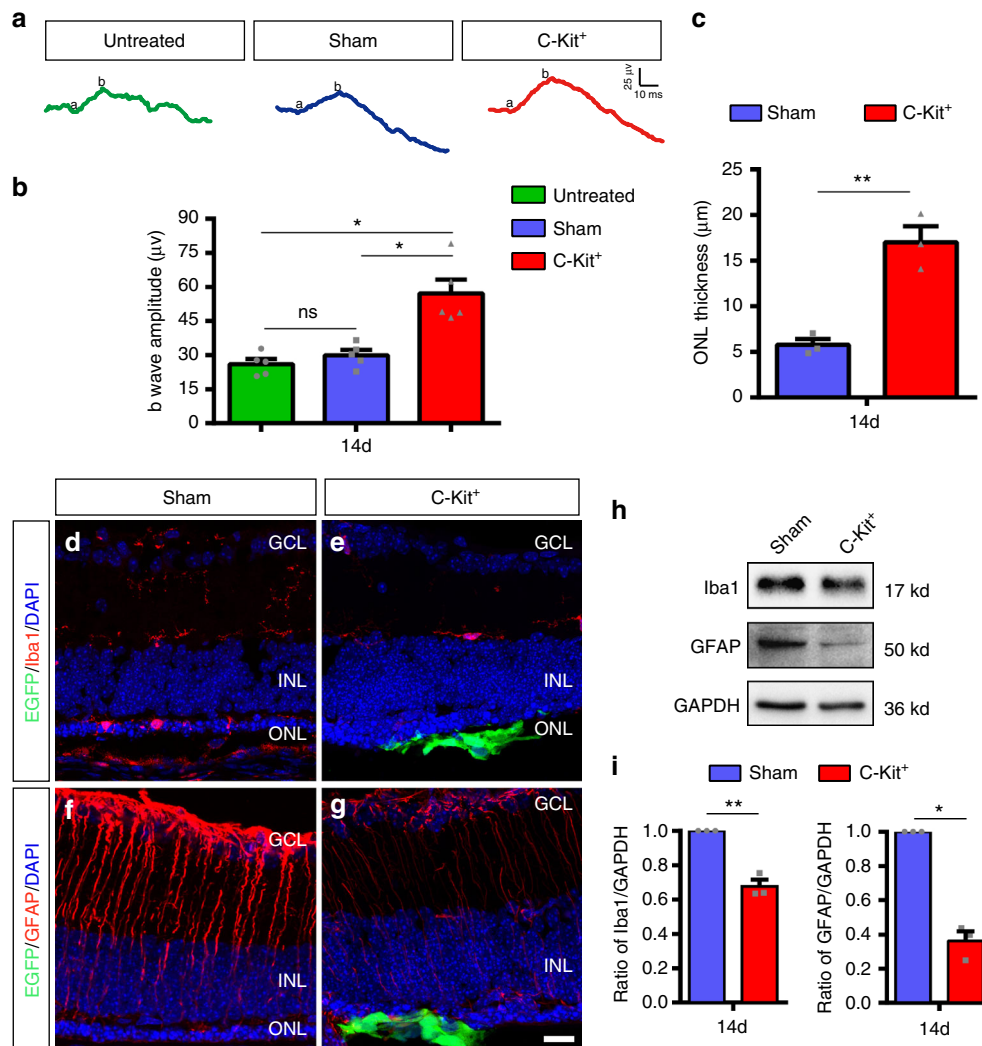 a
Untreated
Sham
C-Kit⁺
b
a
b
a
b
a
25 μv
10 ms
b
b wave amplitude (μv)
90
75
60
45
30
15
0
ns
*
*
14d
Untreated
Sham
C-Kit⁺
c
Sham
C-Kit⁺
ONL thickness (μm)
25
20
15
10
5
0
**
14d
Sham
C-Kit⁺
EGFP/Iba1/DAPI
d
GCL
INL
ONL
e
GCL
INL
ONL
EGFP/GFAP/DAPI
f
GCL
INL
ONL
g
GCL
INL
ONL
h
Sham
C-Kit⁺
Iba1
17 kd
GFAP
50 kd
GAPDH
36 kd
i
Sham
C-Kit⁺
Ratio of Iba1/GAPDH
1.0
0.8
0.6
0.4
0.2
0.0
**
14d
Ratio of GFAP/GAPDH
1.0
0.8
0.6
0.4
0.2
0.0
*
14d